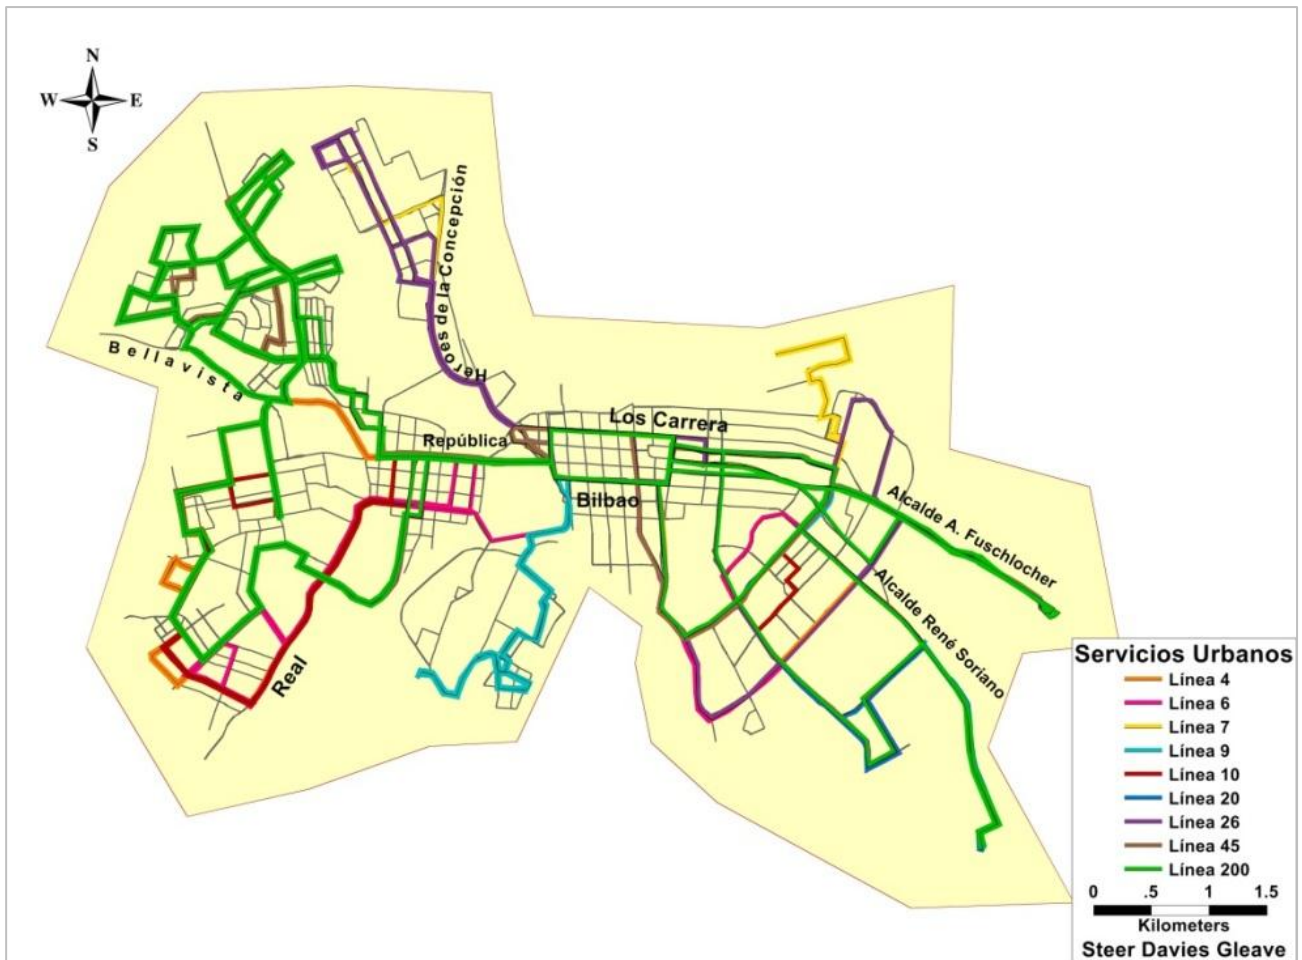 N
W E
S
Héroes de la Concepción
Bellavista
Los Carrera
República
Bilbao
Alcalde A. Fuschlocher
Alcalde René Soriano
Real
Servicios Urbanos
Línea 4
Línea 6
Línea 7
Línea 9
Línea 10
Línea 20
Línea 26
Línea 45
Línea 200
0 .5 1 1.5
Kilometers
Steer Davies Gleave